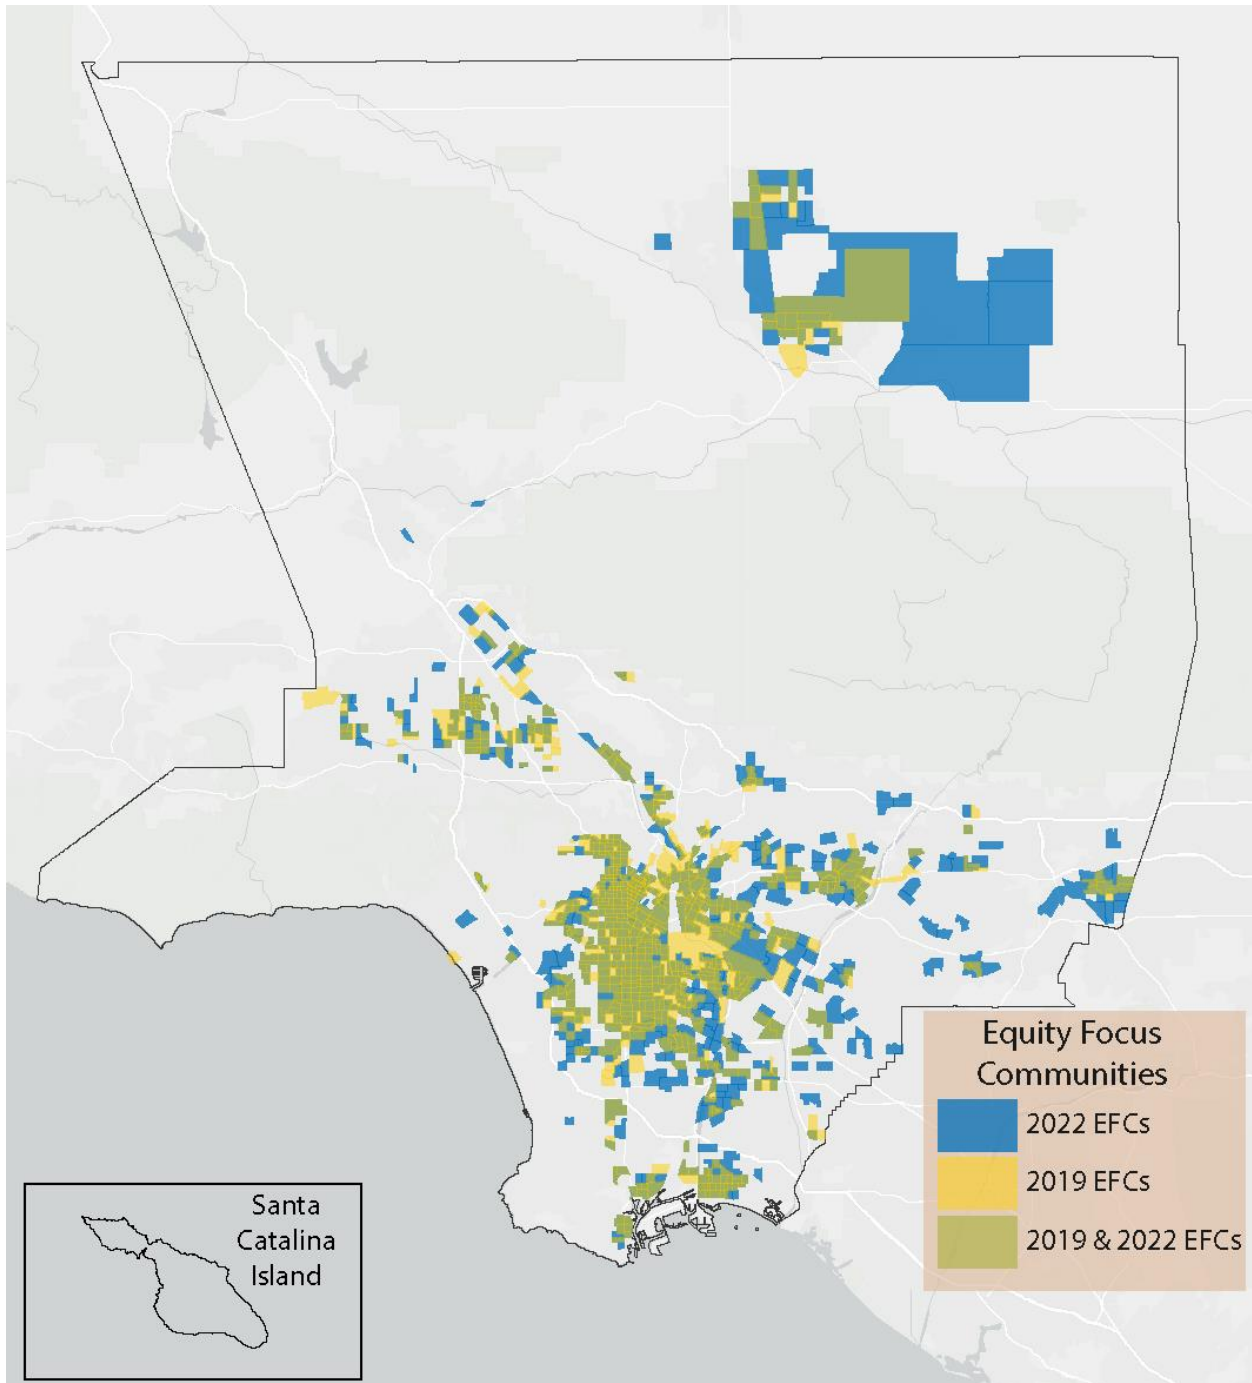 Equity Focus
Communities
2022 EFCs
2019 EFCs
2019 & 2022 EFCs
Santa
Catalina
Island